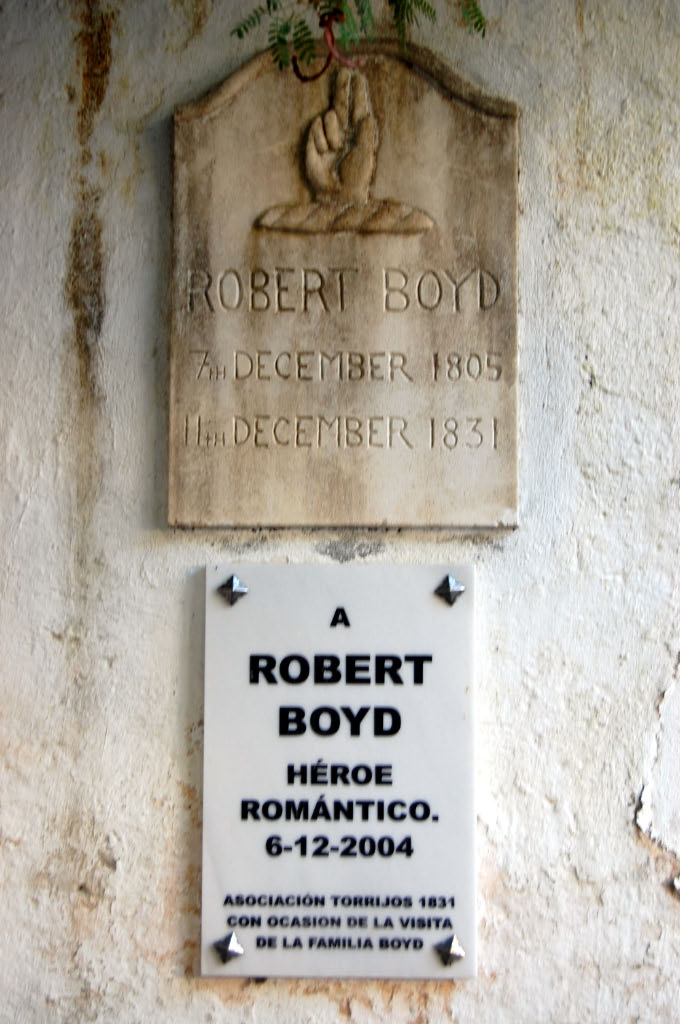 ROBERT BOYD
7TH DECEMBER 1805
11TH DECEMBER 1831
A
ROBERT
BOYD
HÉROE
ROMÁNTICO.
6-12-2004
ASOCIACIÓN TORRIJOS 1831
CON OCASION DE LA VISITA
DE LA FAMILIA BOYD